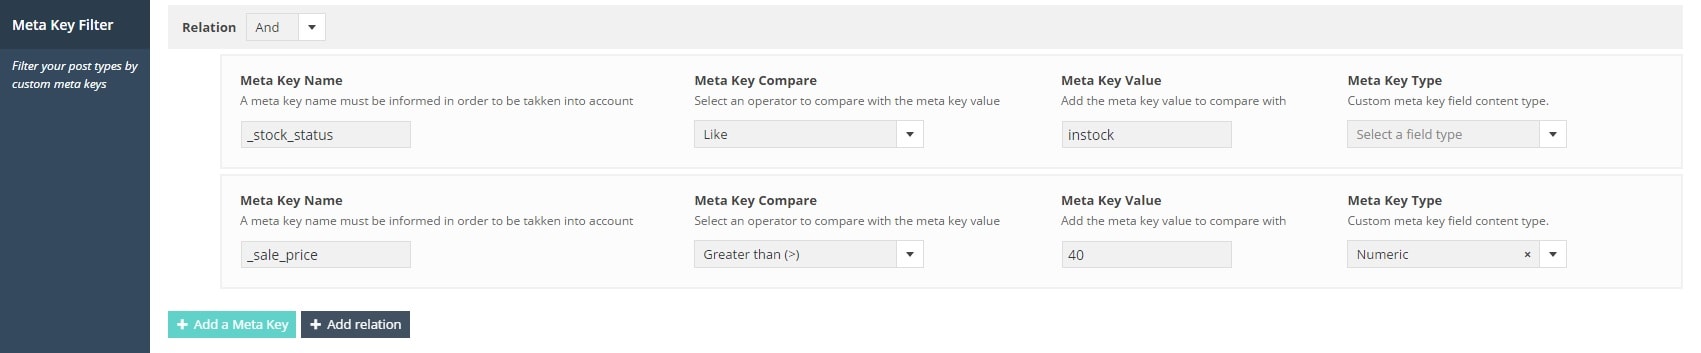 Meta Key Filter
Filter your post types by
custom meta keys
Relation And
Meta Key Name Meta Key Compare Meta Key Value Meta Key Type
A meta key name must be informed in order to be takken into account Select an operator to compare with the meta key value Add the meta key value to compare with Custom meta key field content type.
_stock_status Like instock Select a field type
Meta Key Name Meta Key Compare Meta Key Value Meta Key Type
A meta key name must be informed in order to be takken into account Select an operator to compare with the meta key value Add the meta key value to compare with Custom meta key field content type.
_sale_price Greater than (>) 40 Numeric ×
+ Add a Meta Key + Add relation